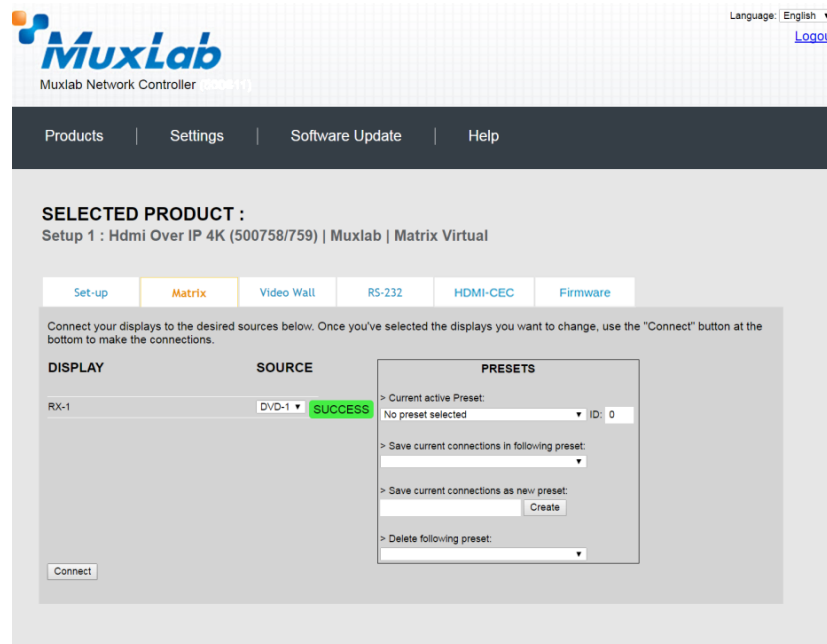 Language: English
Logou
MuxLab
Muxlab Network Controller
Products | Settings | Software Update | Help
SELECTED PRODUCT :
Setup 1 : Hdmi Over IP 4K (500758/759) | Muxlab | Matrix Virtual
Set-up Matrix Video Wall RS-232 HDMI-CEC Firmware
Connect your displays to the desired sources below. Once you've selected the displays you want to change, use the "Connect" button at the
bottom to make the connections.
DISPLAY SOURCE PRESETS
> Current active Preset:
RX-1 DVD-1 SUCCESS No preset selected ID: 0
> Save current connections in following preset:
> Save current connections as new preset:
Create
> Delete following preset:
Connect